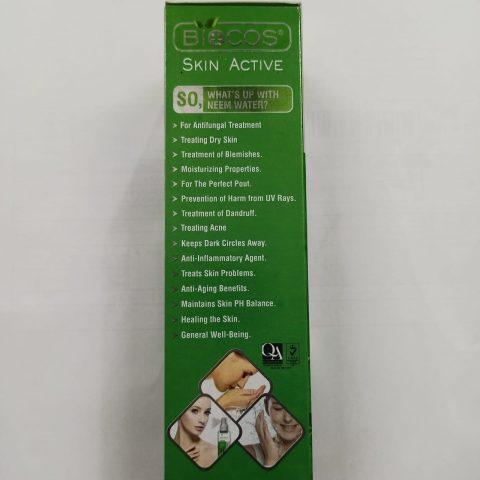 BIOCOS®
SKIN ACTIVE
SO, WHAT'S UP WITH
NEEM WATER?
For Antifungal Treatment
Treating Dry Skin
Treatment of Blemishes.
Moisturizing Properties.
For The Perfect Pout.
Prevention of Harm from UV Rays.
Treatment of Dandruff.
Treating Acne
Keeps Dark Circles Away.
Anti-Inflammatory Agent.
Treats Skin Problems.
Anti-Aging Benefits.
Maintains Skin PH Balance.
Healing the Skin.
General Well-Being.
QA